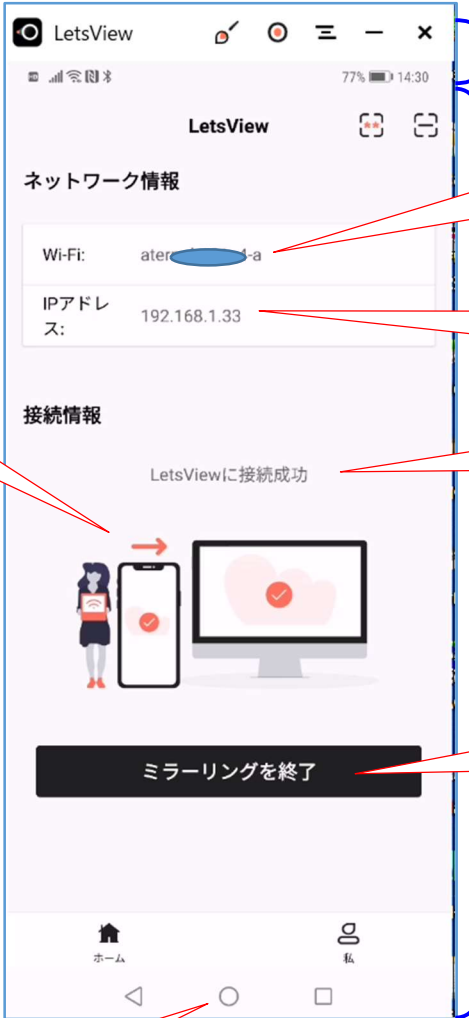 LetsView
77% 14:30
LetsView
ネットワーク情報
Wi-Fi: ater 4-a
IPアドレ
ス: 192.168.1.33
接続情報
LetsViewに接続成功
ミラーリングを終了
ホーム 私